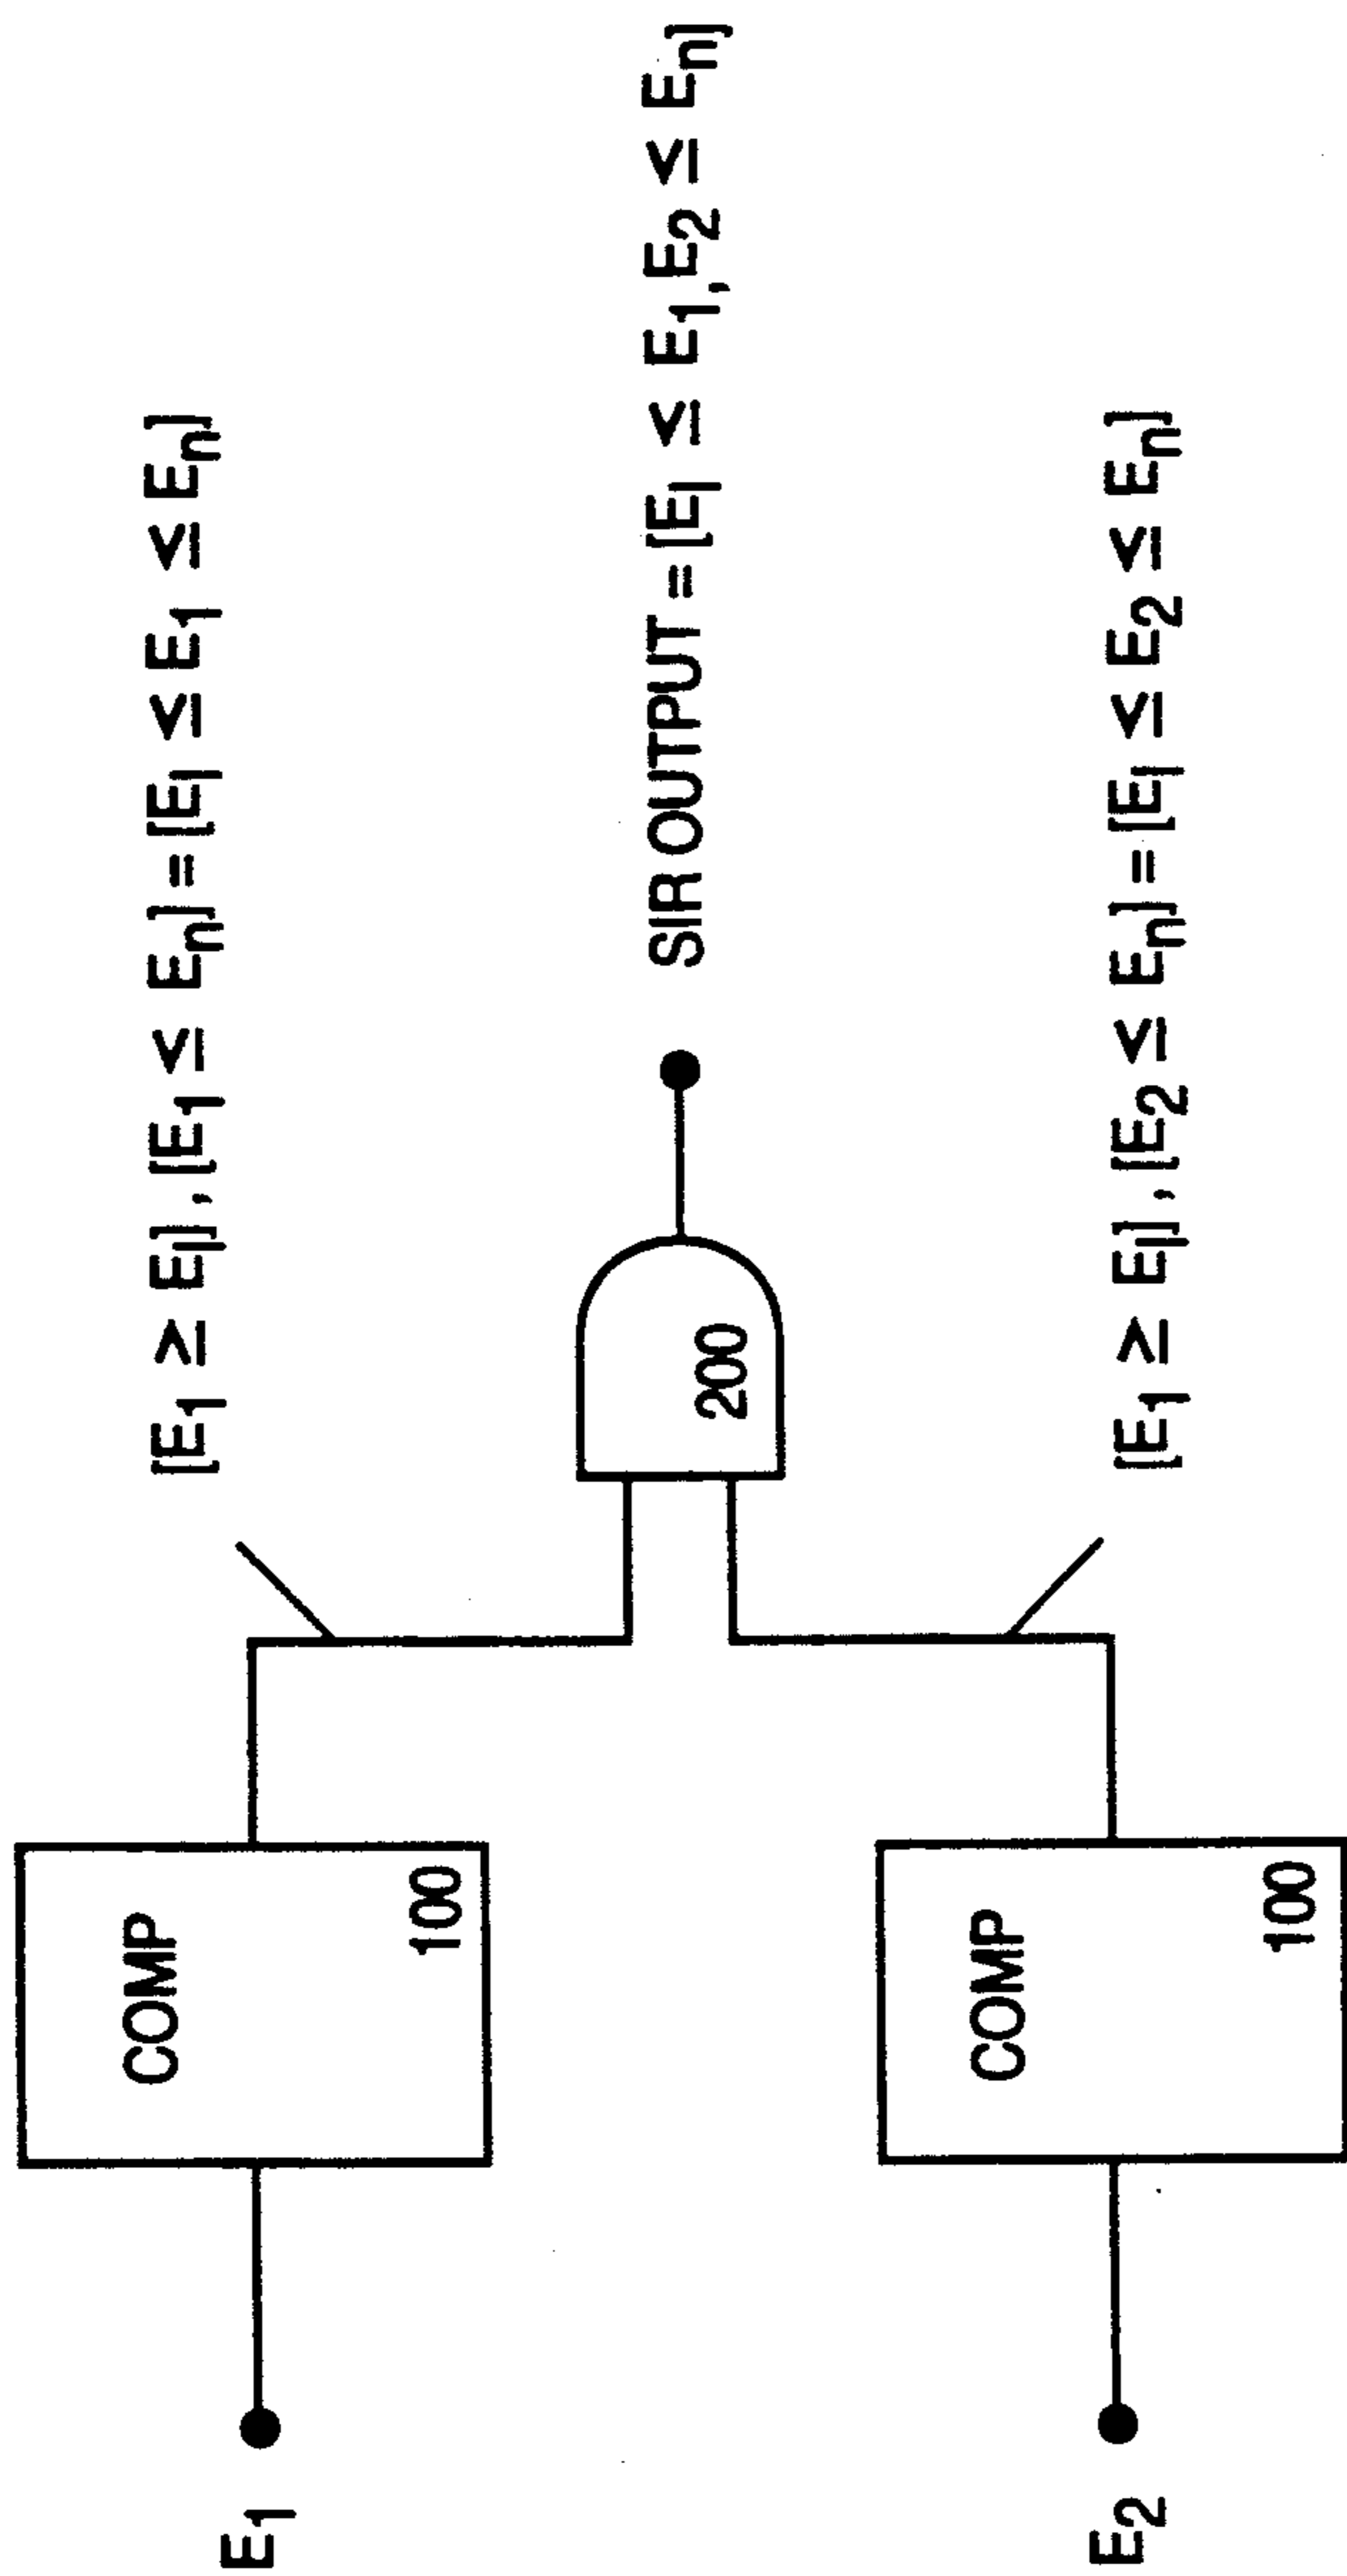 COMP
[E₁ ≥ Eₗ], [E₁ ≤ Eₙ] = [Eₗ ≤ E₁ ≤ Eₙ]
E₁
100
SIR OUTPUT = [Eₗ ≤ E₁, E₂ ≤ Eₙ]
200
COMP
E₂
[E₁ ≥ Eₗ], [E₂ ≤ Eₙ] = [Eₗ ≤ E₂ ≤ Eₙ]
100